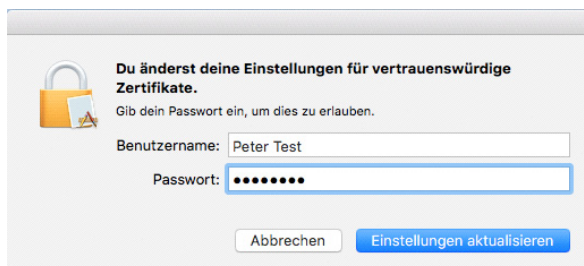 Du änderst deine Einstellungen für vertrauenswürdige
Zertifikate.
Gib dein Passwort ein, um dies zu erlauben.
Benutzername: Peter Test
Passwort: ●●●●●●●●
Abbrechen Einstellungen aktualisieren